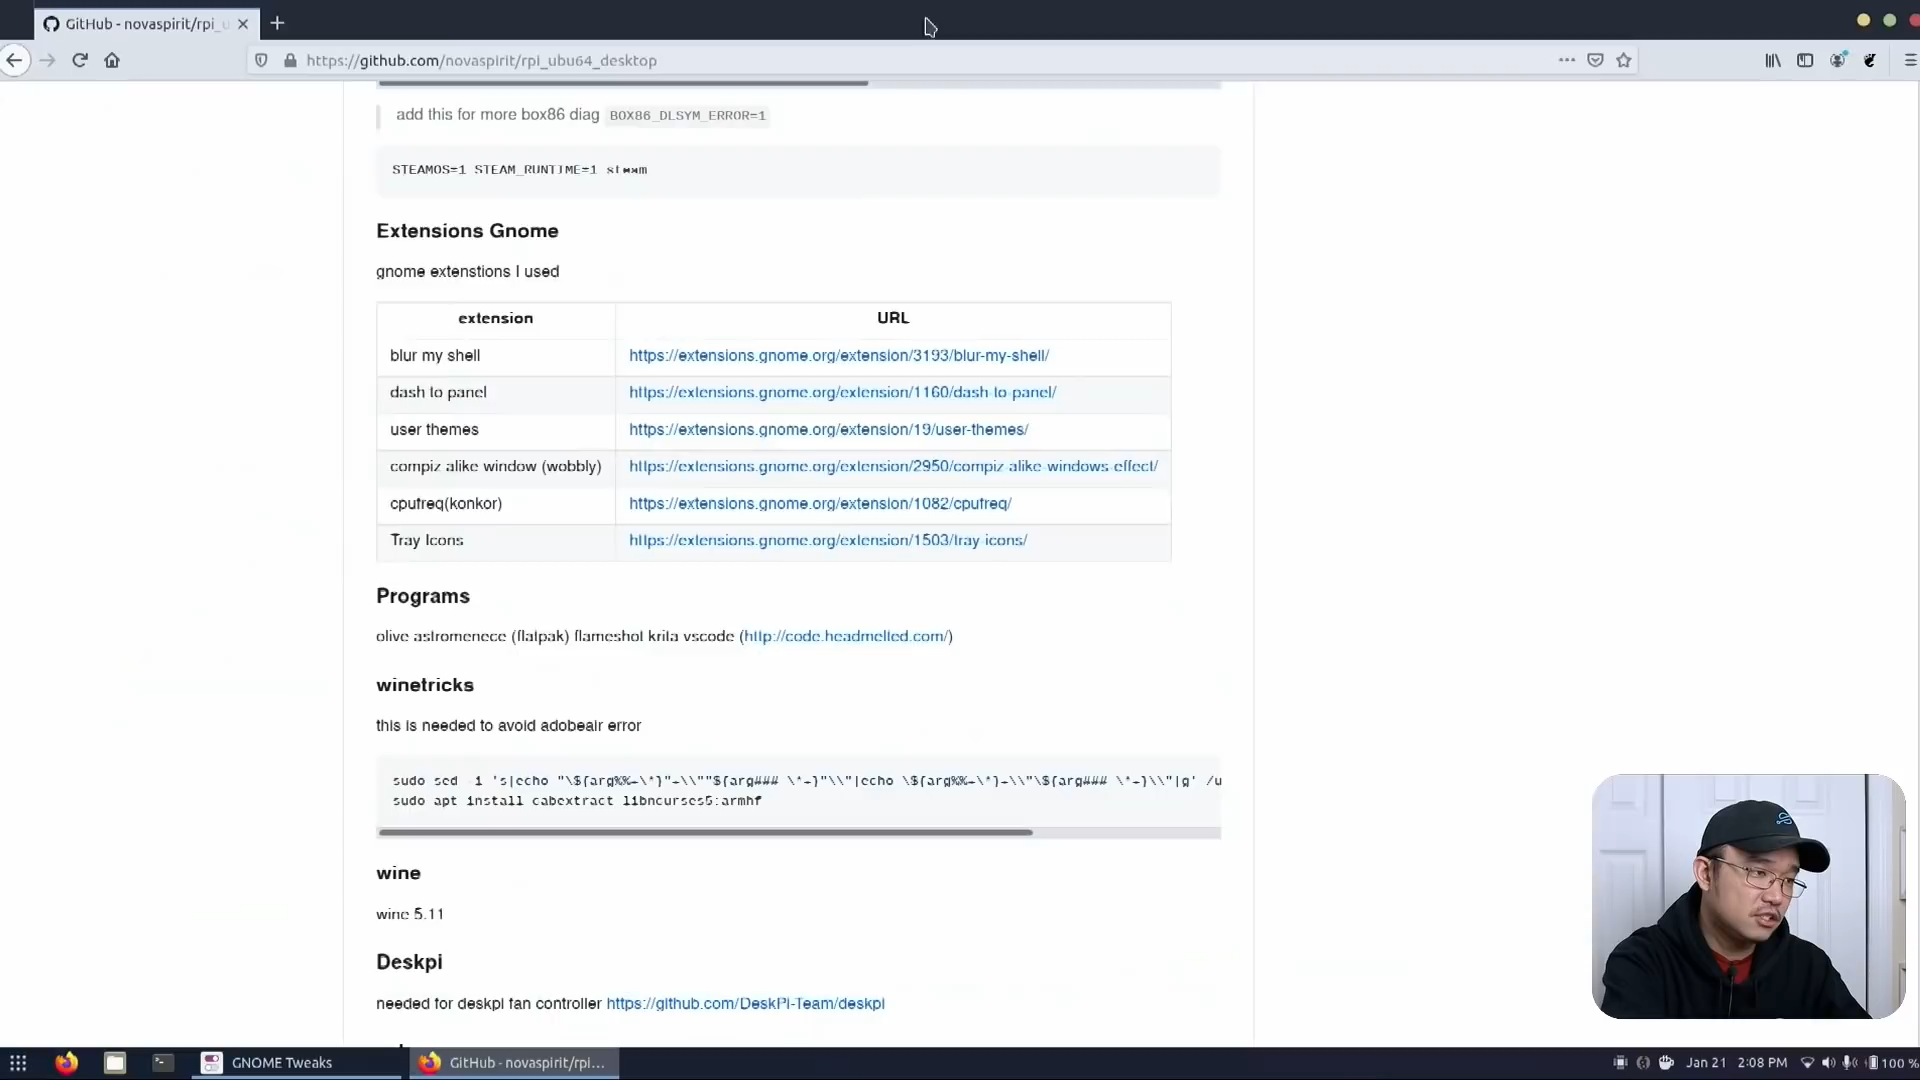 GitHub - novaspirit/rpi_u
https://github.com/novaspirit/rpi_ubu64_desktop
add this for more box86 diag BOX86_DLSYM_ERROR=1
STEAMOS=1 STEAM_RUNTIME=1 steam
Extensions Gnome
gnome extenstions I used
extension URL
blur my shell https://extensions.gnome.org/extension/3193/blur-my-shell/
dash to panel https://extensions.gnome.org/extension/1160/dash-to-panel/
user themes https://extensions.gnome.org/extension/19/user-themes/
compiz alike window (wobbly) https://extensions.gnome.org/extension/2950/compiz-alike-windows-effect/
cpufreq(konkor) https://extensions.gnome.org/extension/1082/cpufreq/
Tray Icons https://extensions.gnome.org/extension/1503/tray-icons/
Programs
olive astromenece (flatpak) flameshot krita vscode (http://code.headmelted.com/)
winetricks
this is needed to avoid adobeair error
sudo sed -i
sudo apt install cabextract libncurses5:armhf
wine
wine 5.11
Deskpi
needed for deskpi fan controller https://github.com/DeskPi-Team/deskpi
GNOME Tweaks GitHub - novaspirit/rpi... Jan 21 2:08 PM 100 %